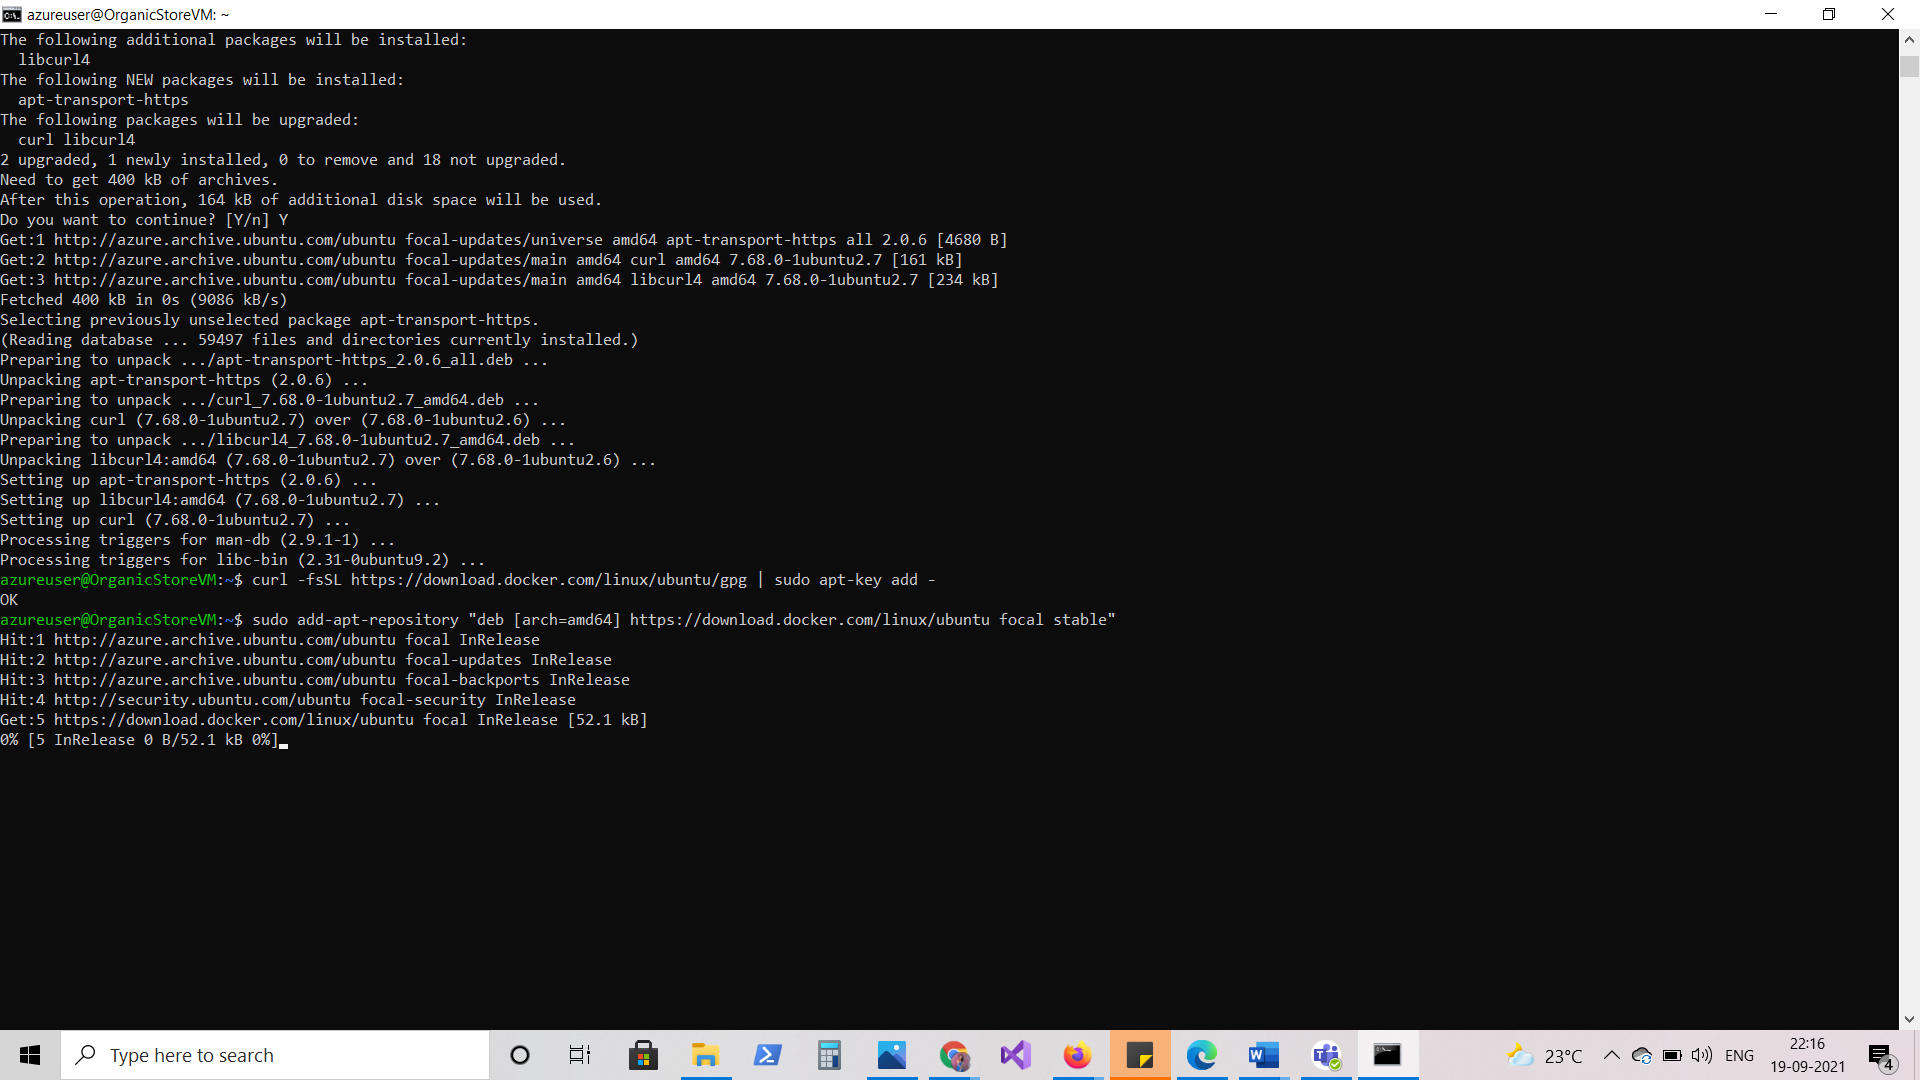 azureuser@OrganicStoreVM: ~
The following additional packages will be installed:
  libcurl4
The following NEW packages will be installed:
  apt-transport-https
The following packages will be upgraded:
  curl libcurl4
2 upgraded, 1 newly installed, 0 to remove and 18 not upgraded.
Need to get 400 kB of archives.
After this operation, 164 kB of additional disk space will be used.
Do you want to continue? [Y/n] Y
Get:1 http://azure.archive.ubuntu.com/ubuntu focal-updates/universe amd64 apt-transport-https all 2.0.6 [4680 B]
Get:2 http://azure.archive.ubuntu.com/ubuntu focal-updates/main amd64 curl amd64 7.68.0-1ubuntu2.7 [161 kB]
Get:3 http://azure.archive.ubuntu.com/ubuntu focal-updates/main amd64 libcurl4 amd64 7.68.0-1ubuntu2.7 [234 kB]
Fetched 400 kB in 0s (9086 kB/s)
Selecting previously unselected package apt-transport-https.
(Reading database ... 59497 files and directories currently installed.)
Preparing to unpack .../apt-transport-https_2.0.6_all.deb ...
Unpacking apt-transport-https (2.0.6) ...
Preparing to unpack .../curl_7.68.0-1ubuntu2.7_amd64.deb ...
Unpacking curl (7.68.0-1ubuntu2.7) over (7.68.0-1ubuntu2.6) ...
Preparing to unpack .../libcurl4_7.68.0-1ubuntu2.7_amd64.deb ...
Unpacking libcurl4:amd64 (7.68.0-1ubuntu2.7) over (7.68.0-1ubuntu2.6) ...
Setting up apt-transport-https (2.0.6) ...
Setting up libcurl4:amd64 (7.68.0-1ubuntu2.7) ...
Setting up curl (7.68.0-1ubuntu2.7) ...
Processing triggers for man-db (2.9.1-1) ...
Processing triggers for libc-bin (2.31-0ubuntu9.2) ...
azureuser@OrganicStoreVM:~$ curl -fsSL https://download.docker.com/linux/ubuntu/gpg | sudo apt-key add -
OK
azureuser@OrganicStoreVM:~$ sudo add-apt-repository "deb [arch=amd64] https://download.docker.com/linux/ubuntu focal stable"
Hit:1 http://azure.archive.ubuntu.com/ubuntu focal InRelease
Hit:2 http://azure.archive.ubuntu.com/ubuntu focal-updates InRelease
Hit:3 http://azure.archive.ubuntu.com/ubuntu focal-backports InRelease
Hit:4 http://security.ubuntu.com/ubuntu focal-security InRelease
Get:5 https://download.docker.com/linux/ubuntu focal InRelease [52.1 kB]
0% [5 InRelease 0 B/52.1 kB 0%]
Type here to search
23°C
ENG
22:16
19-09-2021
4